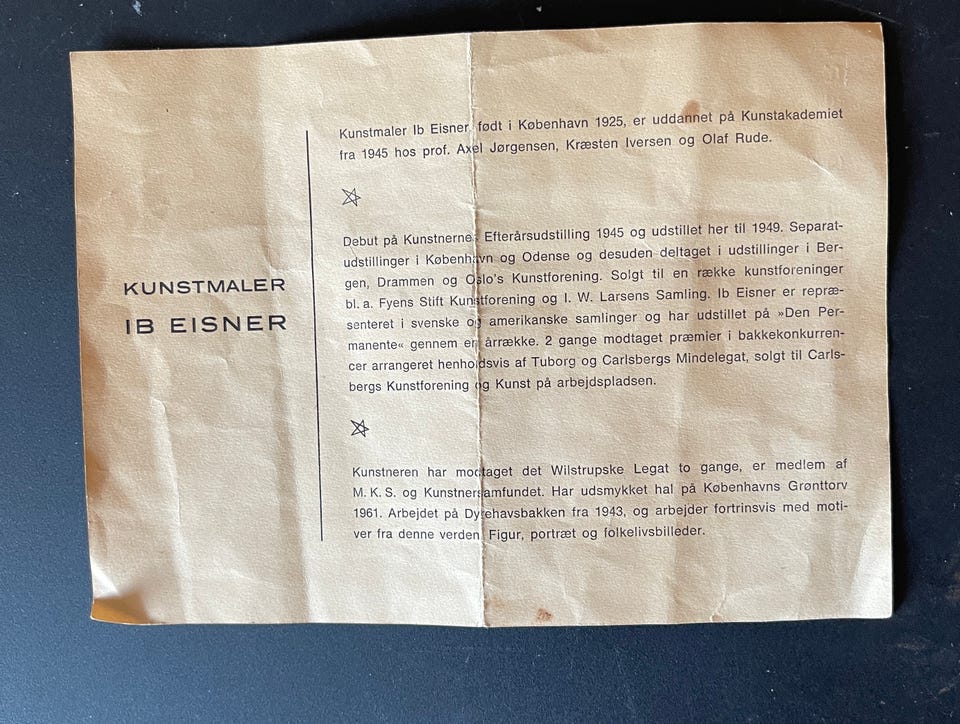 KUNSTMALER
IB EISNER
Kunstmaler Ib Eisner født i København 1925, er uddannet på Kunstakademiet
fra 1945 hos prof. Axel Jørgensen, Kræsten Iversen og Olaf Rude.
Debut på Kunstnernes Efterårsudstilling 1945 og udstillet her til 1949. Separat-
udstillinger i København og Odense og desuden deltaget i udstillinger i Ber-
gen, Drammen og Oslo's Kunstforening. Solgt til en række kunstforeninger
bl. a. Fyens Stift Kunstforening og I. W. Larsens Samling. Ib Eisner er repræ-
senteret i svenske og amerikanske samlinger og har udstillet på »Den Per-
manente« gennem en årrække. 2 gange modtaget præmier i bakkekonkurren-
cer arrangeret henholdsvis af Tuborg og Carlsbergs Mindelegat, solgt til Carls-
bergs Kunstforening og Kunst på arbejdspladsen.
Kunstneren har modtaget det Wilstrupske Legat to gange, er medlem af
M. K. S. og Kunstnersamfundet. Har udsmykket hal på Københavns Grønttorv
1961. Arbejdet på Dyrehavsbakken fra 1943, og arbejder fortrinsvis med moti-
ver fra denne verden. Figur, portræt og folkelivsbilleder.